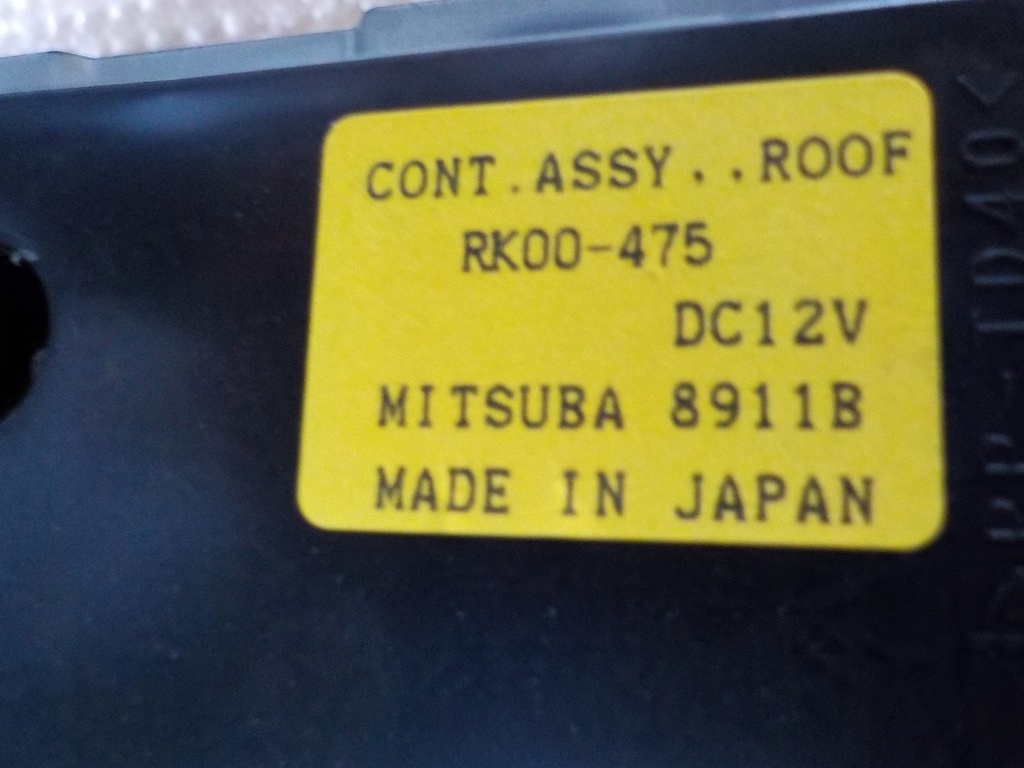 CONT.ASSY..ROOF
RK00-475
DC12V
MITSUBA 8911B
MADE IN JAPAN